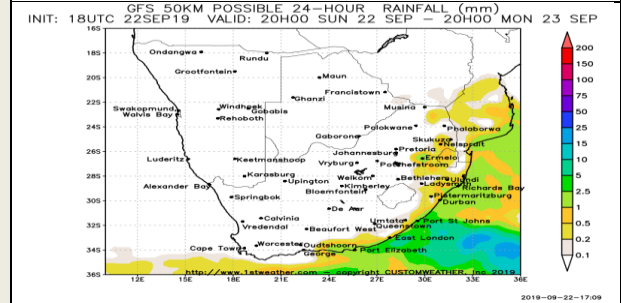 GFS 50KM POSSIBLE 24-HOUR RAINFALL (mm)
INIT: 18UTC 22SEP19 VALID: 20H00 SUN 22 SEP - 20H00 MON 23 SEP
16S
18S
20S
22S
24S
26S
28S
30S
32S
34S
36S
Ondangwa
Rundu
Grootfontein
Maun
Francistown
Ghanzi
Musina
Swakopmund
Windhoek
Gobabis
Walvis Bay
Rehoboth
Polokwane
Phalaborwa
Gaborone
Skukuza
Nelspruit
Johannesburg
Pretoria
Luderitz
Keetmanshoop
Vryburg
Potchefstroom
Ermelo
Karasburg
Upington
Welkom
Bethlehem
Ulundi
Alexander Bay
Kimberley
Ladysmith
Richards Bay
Bloemfontein
Springbok
Pietermaritzburg
Durban
De Aar
Calvinia
Umtata
Port St Johns
Vredendal
Beaufort West
Queenstown
East London
Cape Town
Worcester
Oudtshoorn
George
Port Elizabeth
http://www.1stweather.com - copyright CUSTOMWEATHER, Inc 2019
12E 15E 18E 21E 24E 27E 30E 33E 36E
200
150
100
75
50
25
15
10
5
2.5
1
0.5
0.2
0.1
2019-09-22-17:09